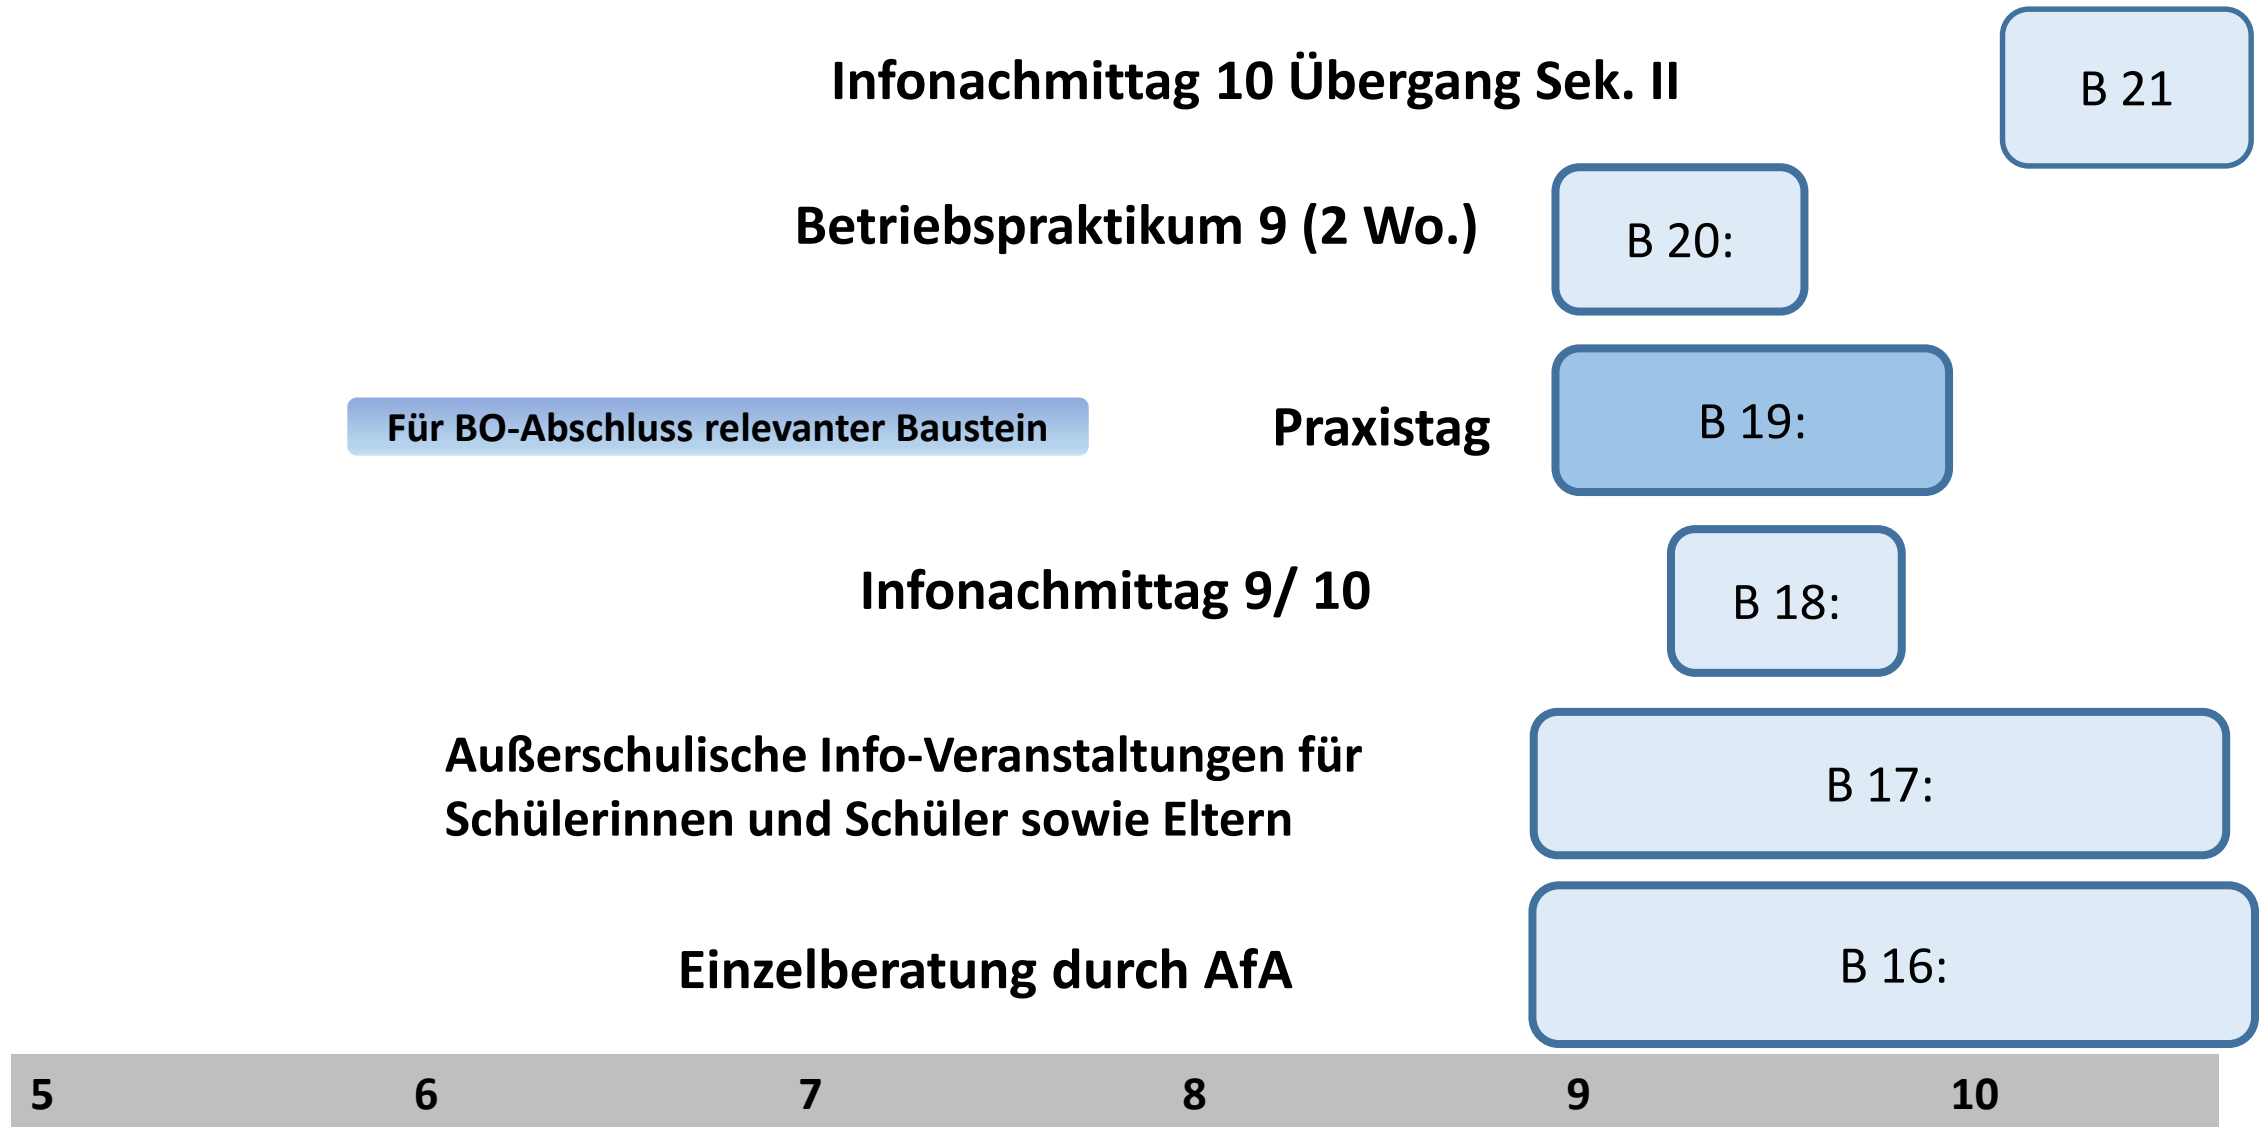 Infonachmittag 10 Übergang Sek. II
B 21
Betriebspraktikum 9 (2 Wo.)
B 20:
Für BO-Abschluss relevanter Baustein
Praxistag
B 19:
Infonachmittag 9/ 10
B 18:
Außerschulische Info-Veranstaltungen für
Schülerinnen und Schüler sowie Eltern
B 17:
Einzelberatung durch AfA
B 16:
5 6 7 8 9 10